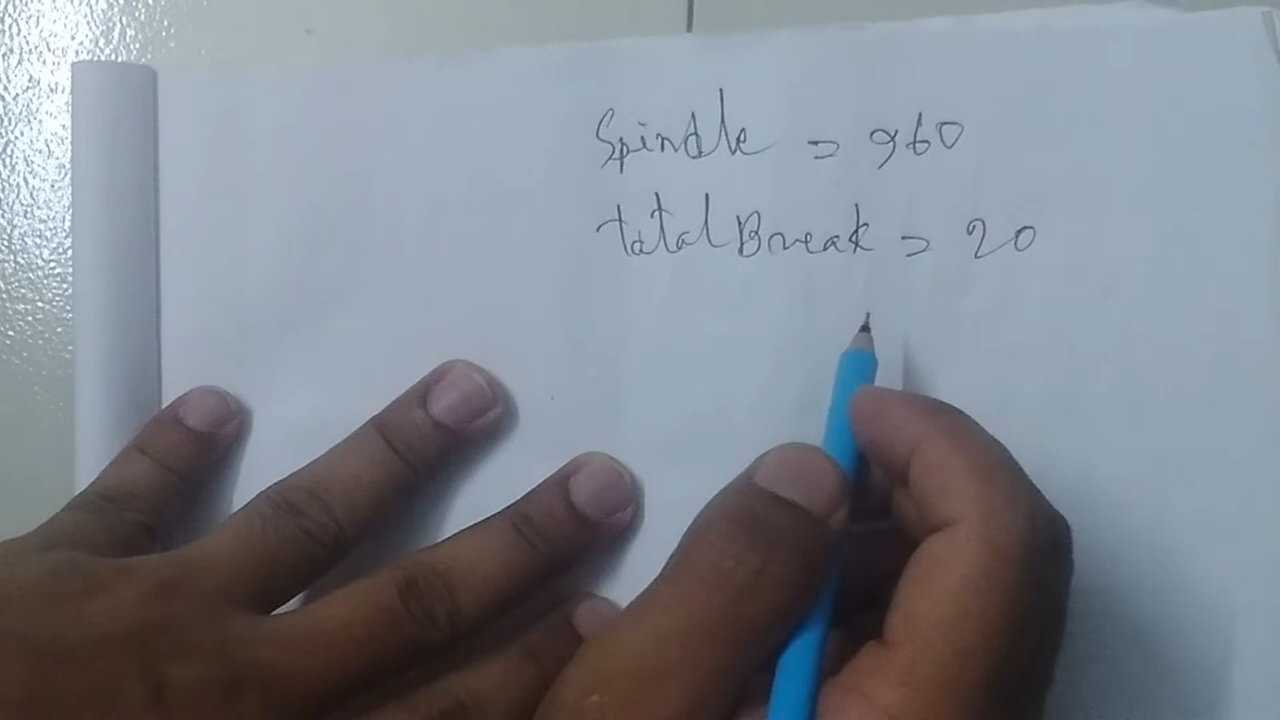 Spindle = 960
total Break = 20